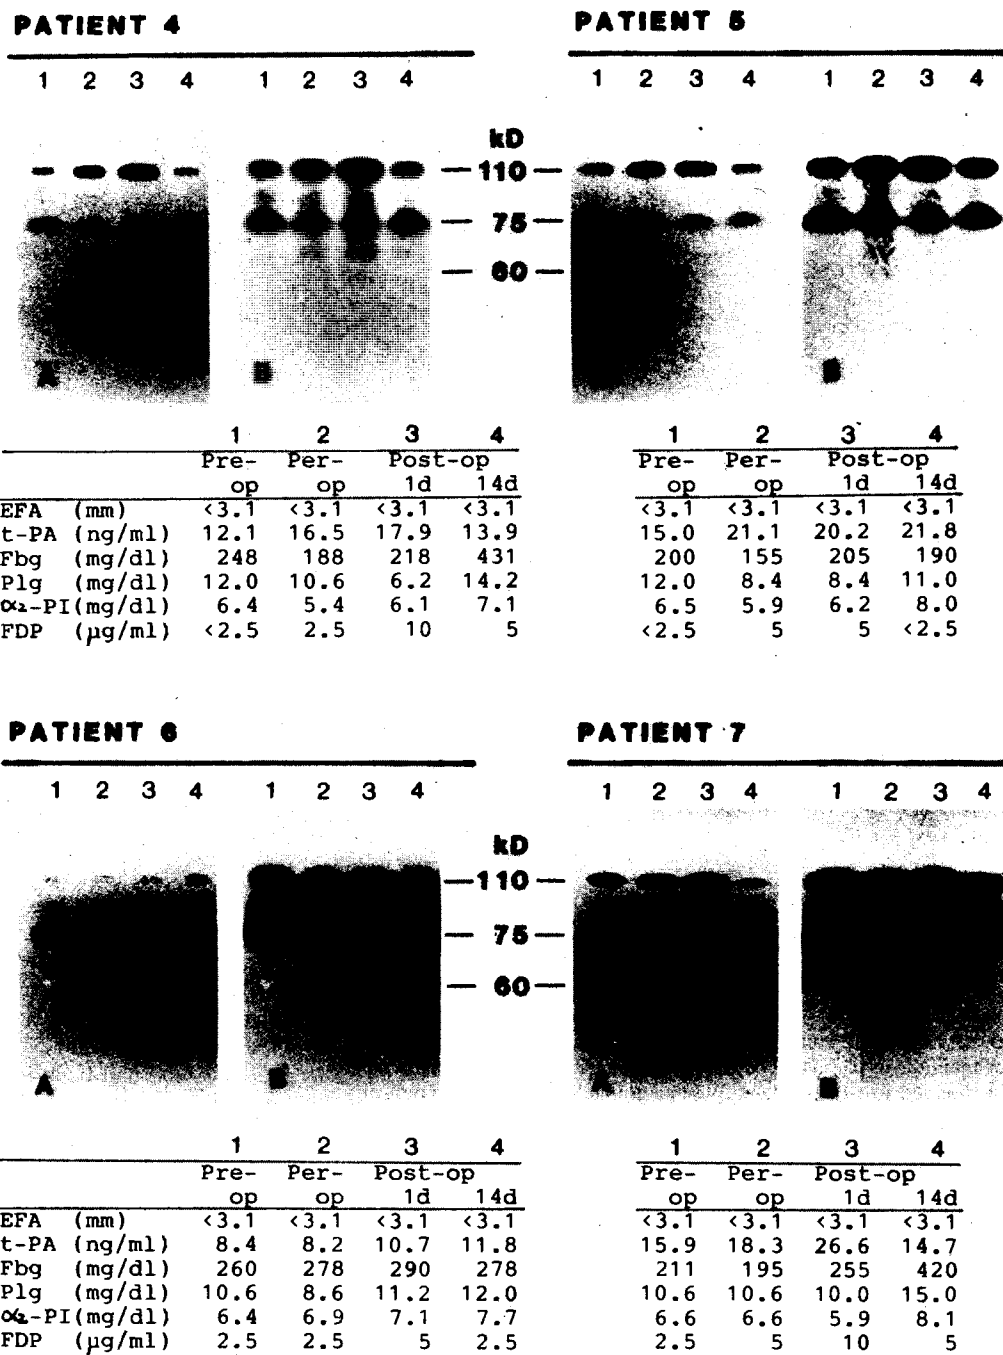 PATIENT 4
1 2 3 4 1 2 3 4
PATIENT 5
1 2 3 4 1 2 3 4
kD
110
75
60
A B B
1 2 3 4
Pre- Per- Post-op
op op 1d 14d
EFA (mm) <3.1 <3.1 <3.1 <3.1
t-PA (ng/ml) 12.1 16.5 17.9 13.9
Fbg (mg/dl) 248 188 218 431
Plg (mg/dl) 12.0 10.6 6.2 14.2
α₂-PI(mg/dl) 6.4 5.4 6.1 7.1
FDP (μg/ml) <2.5 2.5 10 5
1 2 3 4
Pre- Per- Post-op
op op 1d 14d
<3.1 <3.1 <3.1 <3.1
15.0 21.1 20.2 21.8
200 155 205 190
12.0 8.4 8.4 11.0
6.5 5.9 6.2 8.0
<2.5 5 5 <2.5
PATIENT 6
1 2 3 4 1 2 3 4
PATIENT 7
1 2 3 4 1 2 3 4
kD
110
75
60
A B A B
1 2 3 4
Pre- Per- Post-op
op op 1d 14d
EFA (mm) <3.1 <3.1 <3.1 <3.1
t-PA (ng/ml) 8.4 8.2 10.7 11.8
Fbg (mg/dl) 260 278 290 278
Plg (mg/dl) 10.6 8.6 11.2 12.0
α₂-PI(mg/dl) 6.4 6.9 7.1 7.7
FDP (μg/ml) 2.5 2.5 5 2.5
1 2 3 4
Pre- Per- Post-op
op op 1d 14d
<3.1 <3.1 <3.1 <3.1
15.9 18.3 26.6 14.7
211 195 255 420
10.6 10.6 10.0 15.0
6.6 6.6 5.9 8.1
2.5 5 10 5